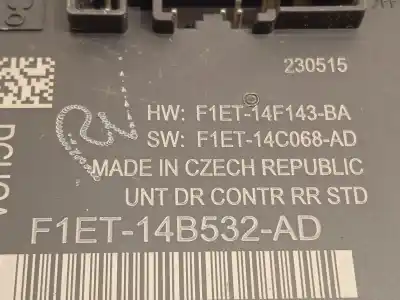 230515
HW: F1ET-14F143-BA
SW: F1ET-14C068-AD
MADE IN CZECH REPUBLIC
UNT DR CONTR RR STD
F1ET-14B532-AD